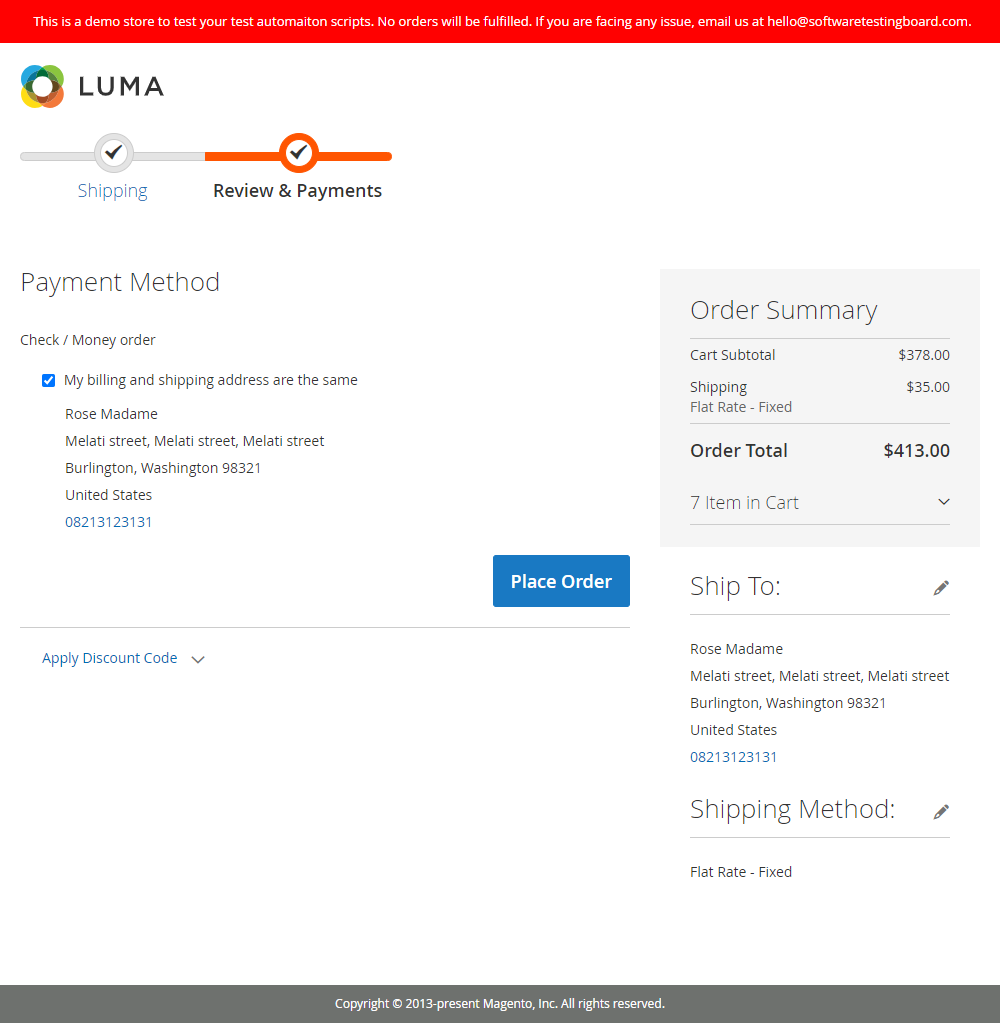 This is a demo store to test your test automaiton scripts. No orders will be fulfilled. If you are facing any issue, email us at hello@softwaretestingboard.com.
LUMA
Shipping
Review & Payments
Payment Method
Check / Money order
My billing and shipping address are the same
Rose Madame
Melati street, Melati street, Melati street
Burlington, Washington 98321
United States
08213123131
Place Order
Apply Discount Code
Order Summary
Cart Subtotal $378.00
Shipping $35.00
Flat Rate - Fixed
Order Total $413.00
7 Item in Cart
Ship To:
Rose Madame
Melati street, Melati street, Melati street
Burlington, Washington 98321
United States
08213123131
Shipping Method:
Flat Rate - Fixed
Copyright © 2013-present Magento, Inc. All rights reserved.